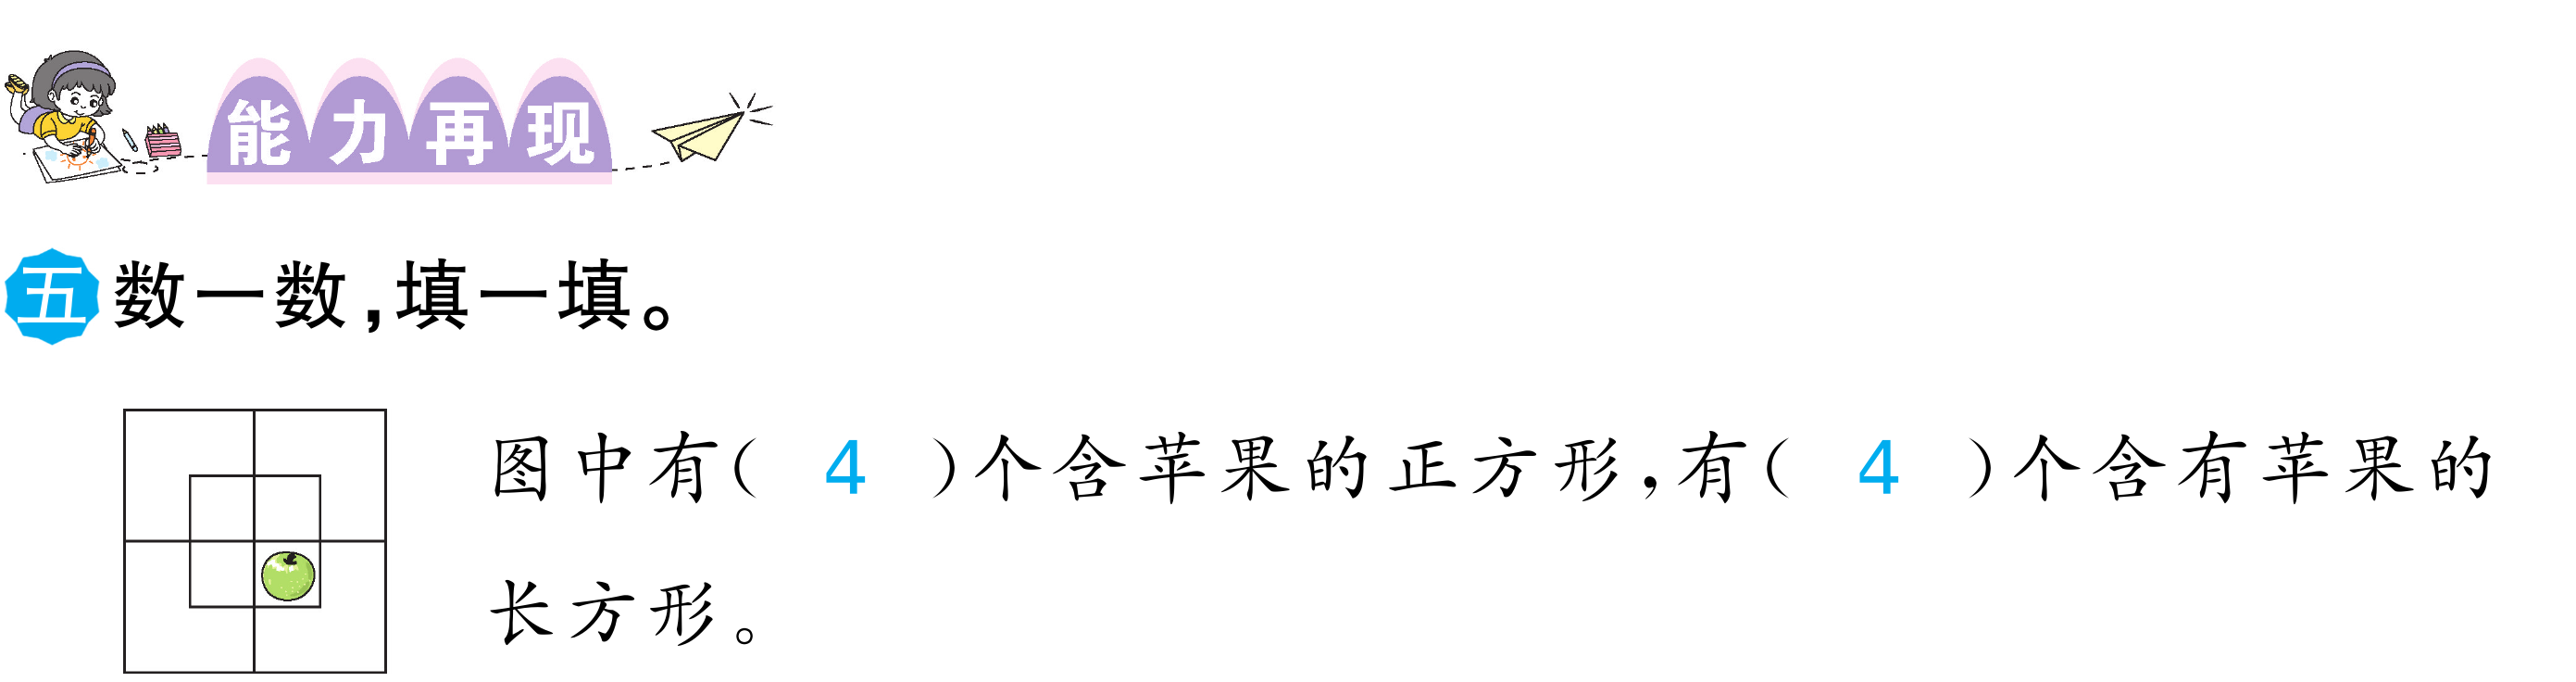 能力再现
五 数一数,填一填。
图中有( 4 )个含苹果的正方形,有( 4 )个含有苹果的
长方形。